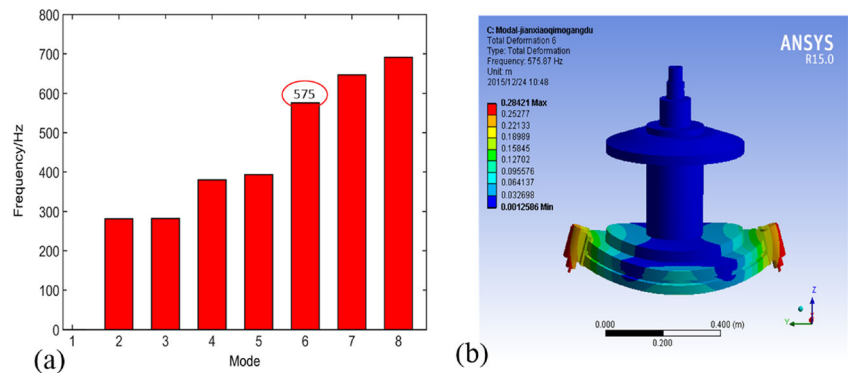 800
700
600
500
400
300
200
100
0
Frequency/Hz
575
1 2 3 4 5 6 7 8
Mode
(a)
C: Modal-jianxiaoqimogangdu
Total Deformation 6
Type: Total Deformation
Frequency: 575.87 Hz
Unit: m
2015/12/24 10:48
ANSYS
R15.0
0.28421 Max
0.25277
0.22133
0.18989
0.15845
0.12702
0.095576
0.064137
0.032698
0.0012586 Min
Z
Y
0.000 0.400 (m)
0.200
(b)